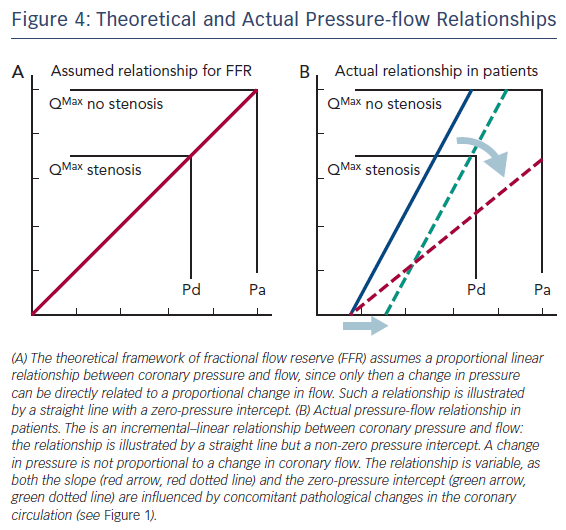 Figure 4: Theoretical and Actual Pressure-flow Relationships
A Assumed relationship for FFR
QMax no stenosis
QMax stenosis
Pd Pa
B Actual relationship in patients
QMax no stenosis
QMax stenosis
Pd Pa
(A) The theoretical framework of fractional flow reserve (FFR) assumes a proportional linear
relationship between coronary pressure and flow, since only then a change in pressure
can be directly related to a proportional change in flow. Such a relationship is illustrated
by a straight line with a zero-pressure intercept. (B) Actual pressure-flow relationship in
patients. The is an incremental–linear relationship between coronary pressure and flow:
the relationship is illustrated by a straight line but a non-zero pressure intercept. A change
in pressure is not proportional to a change in coronary flow. The relationship is variable, as
both the slope (red arrow, red dotted line) and the zero-pressure intercept (green arrow,
green dotted line) are influenced by concomitant pathological changes in the coronary
circulation (see Figure 1).